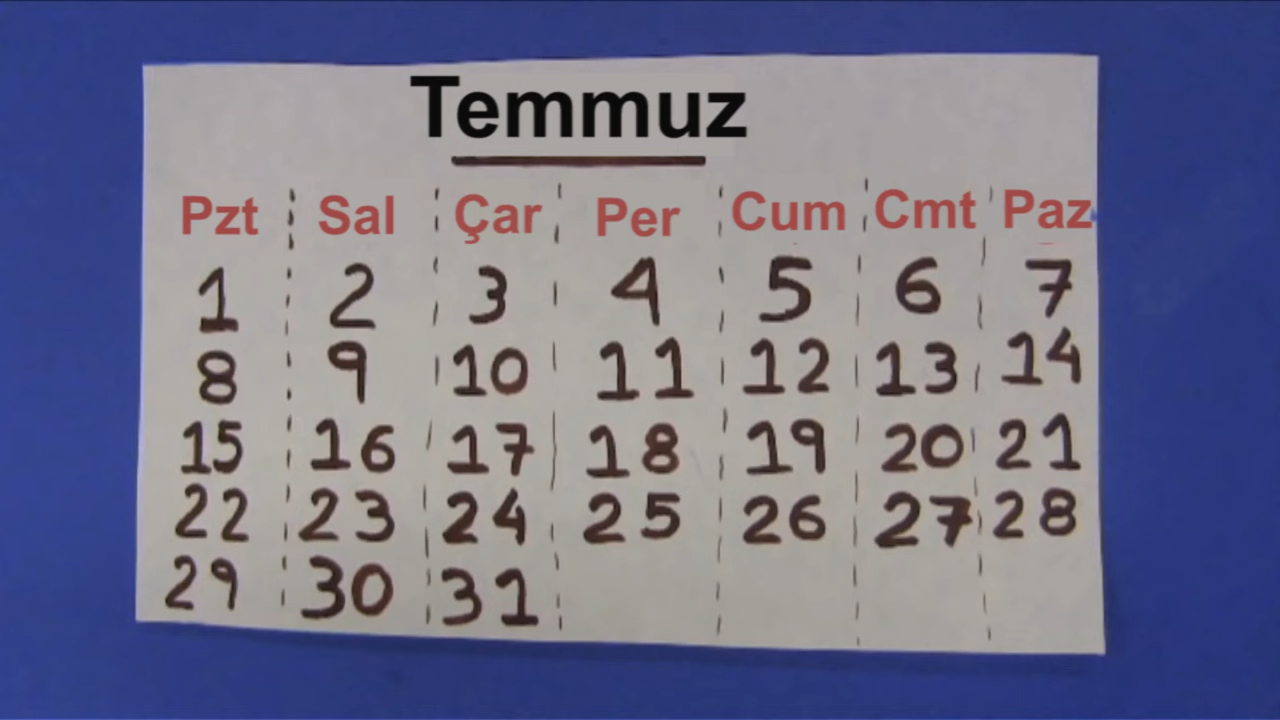 Temmuz
Pzt Sal Çar Per Cum Cmt Paz
1 2 3 4 5 6 7
8 9 10 11 12 13 14
15 16 17 18 19 20 21
22 23 24 25 26 27 28
29 30 31